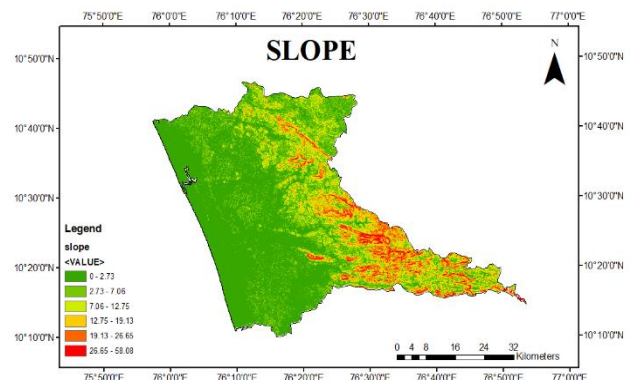 75°50'0"E 76°0'0"E 76°10'0"E 76°20'0"E 76°30'0"E 76°40'0"E 76°50'0"E 77°0'0"E
SLOPE
N
10°50'0"N 10°50'0"N
10°40'0"N 10°40'0"N
10°30'0"N 10°30'0"N
10°20'0"N 10°20'0"N
10°10'0"N 10°10'0"N
Legend
slope
<VALUE>
0 - 2.73
2.73 - 7.06
7.06 - 12.75
12.75 - 19.13
19.13 - 26.65
26.65 - 58.08
0 4 8 16 24 32
Kilometers
75°50'0"E 76°0'0"E 76°10'0"E 76°20'0"E 76°30'0"E 76°40'0"E 76°50'0"E 77°0'0"E